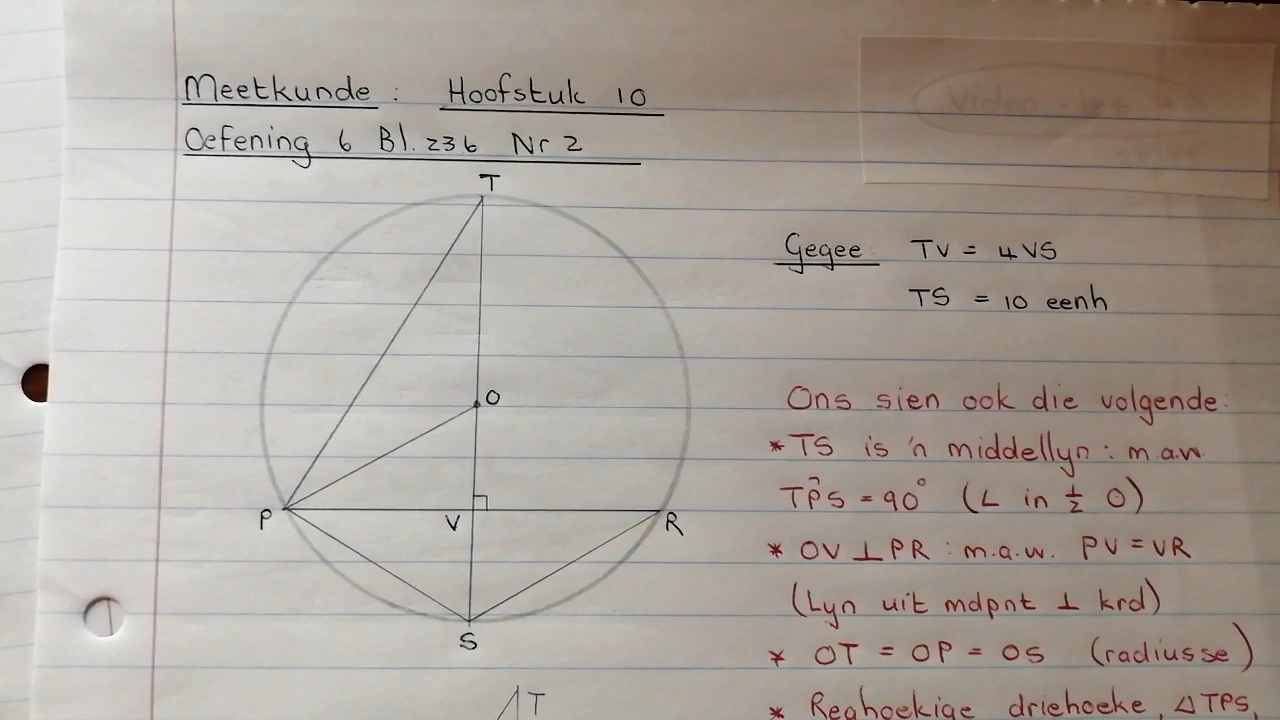 Meetkunde: Hoofstuk 10
Oefening 6 Bl. 236 Nr 2
T
O
P
V
R
S
T
Gegee: TV = 4VS
TS = 10 eenh
Ons sien ook die volgende:
* TS is 'n middellyn: m.a.w.
TP̂S = 90° (L in ½ O)
* OV ⊥ PR: m.a.w. PV = VR
(Lyn uit mdpnt ⊥ krd)
* OT = OP = OS (radiusse)
* Reghoekige driehoeke, △TPS,